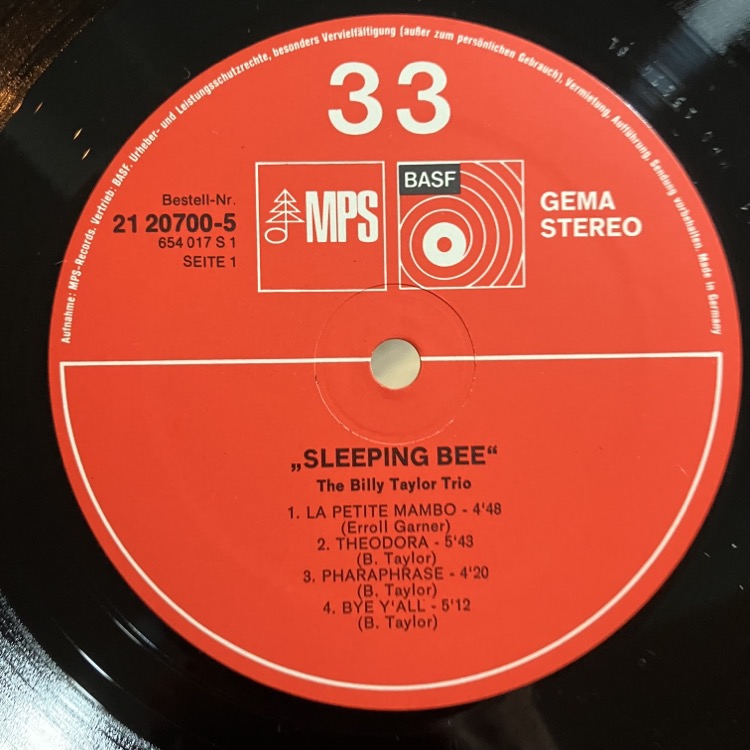 Aufnahme: MPS-Records. Vertrieb: BASF. Urheber- und Leistungsschutzrechte, besonders Vervielfältigung (außer zum persönlichen Gebrauch), Vermietung, Aufführung, Sendung vorbehalten. Made in Germany
33
Bestell-Nr.
21 20700-5
654 017 S 1
SEITE 1
MPS
BASF
GEMA
STEREO
„SLEEPING BEE“
The Billy Taylor Trio
1. LA PETITE MAMBO - 4'48
(Erroll Garner)
2. THEODORA - 5'43
(B. Taylor)
3. PHARAPHRASE - 4'20
(B. Taylor)
4. BYE Y'ALL - 5'12
(B. Taylor)